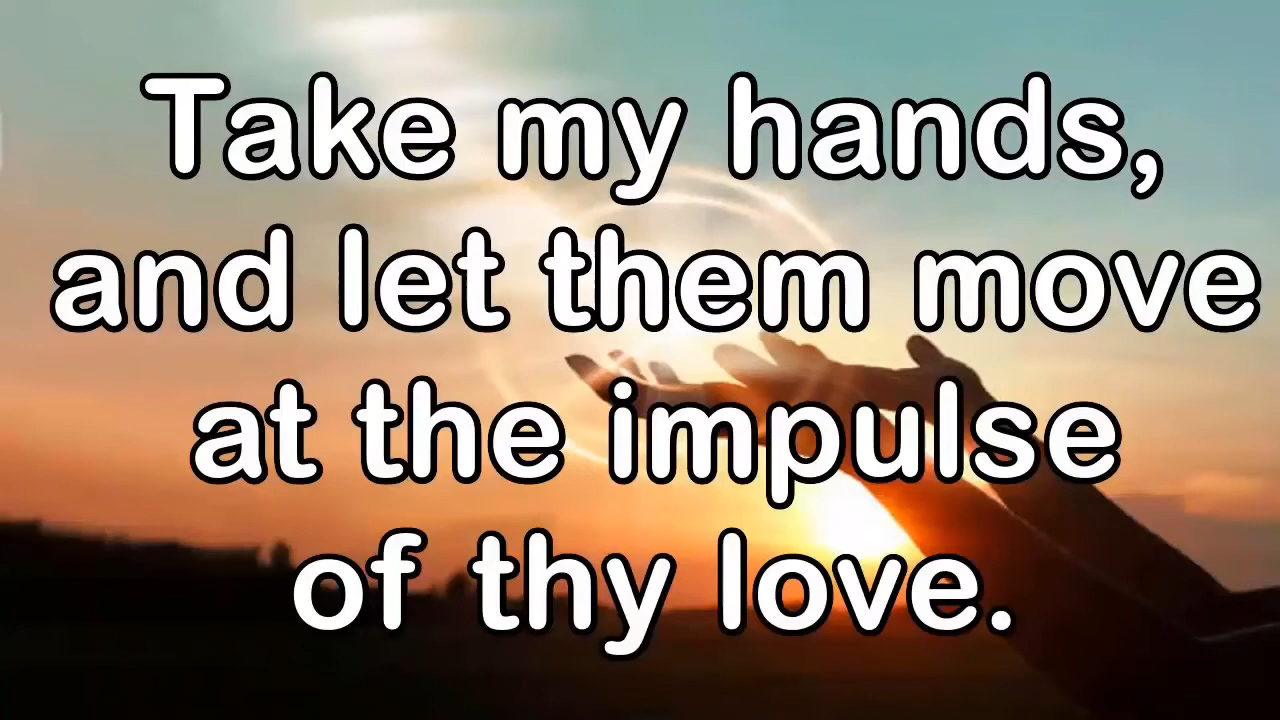 Take my hands,
and let them move
at the impulse
of thy love.